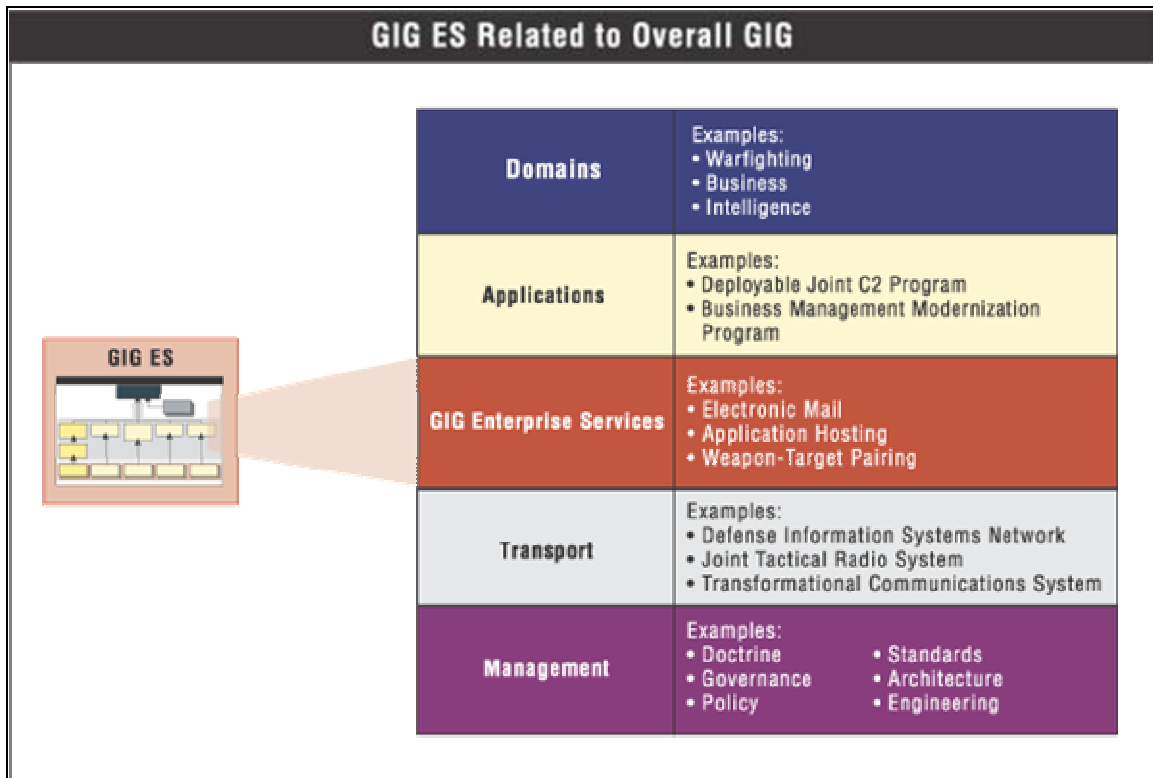 GIG ES Related to Overall GIG
Domains
Examples:
• Warfighting
• Business
• Intelligence
Applications
Examples:
• Deployable Joint C2 Program
• Business Management Modernization
Program
GIG ES
GIG Enterprise Services
Examples:
• Electronic Mail
• Application Hosting
• Weapon-Target Pairing
Transport
Examples:
• Defense Information Systems Network
• Joint Tactical Radio System
• Transformational Communications System
Management
Examples:
• Doctrine
• Governance
• Policy
• Standards
• Architecture
• Engineering